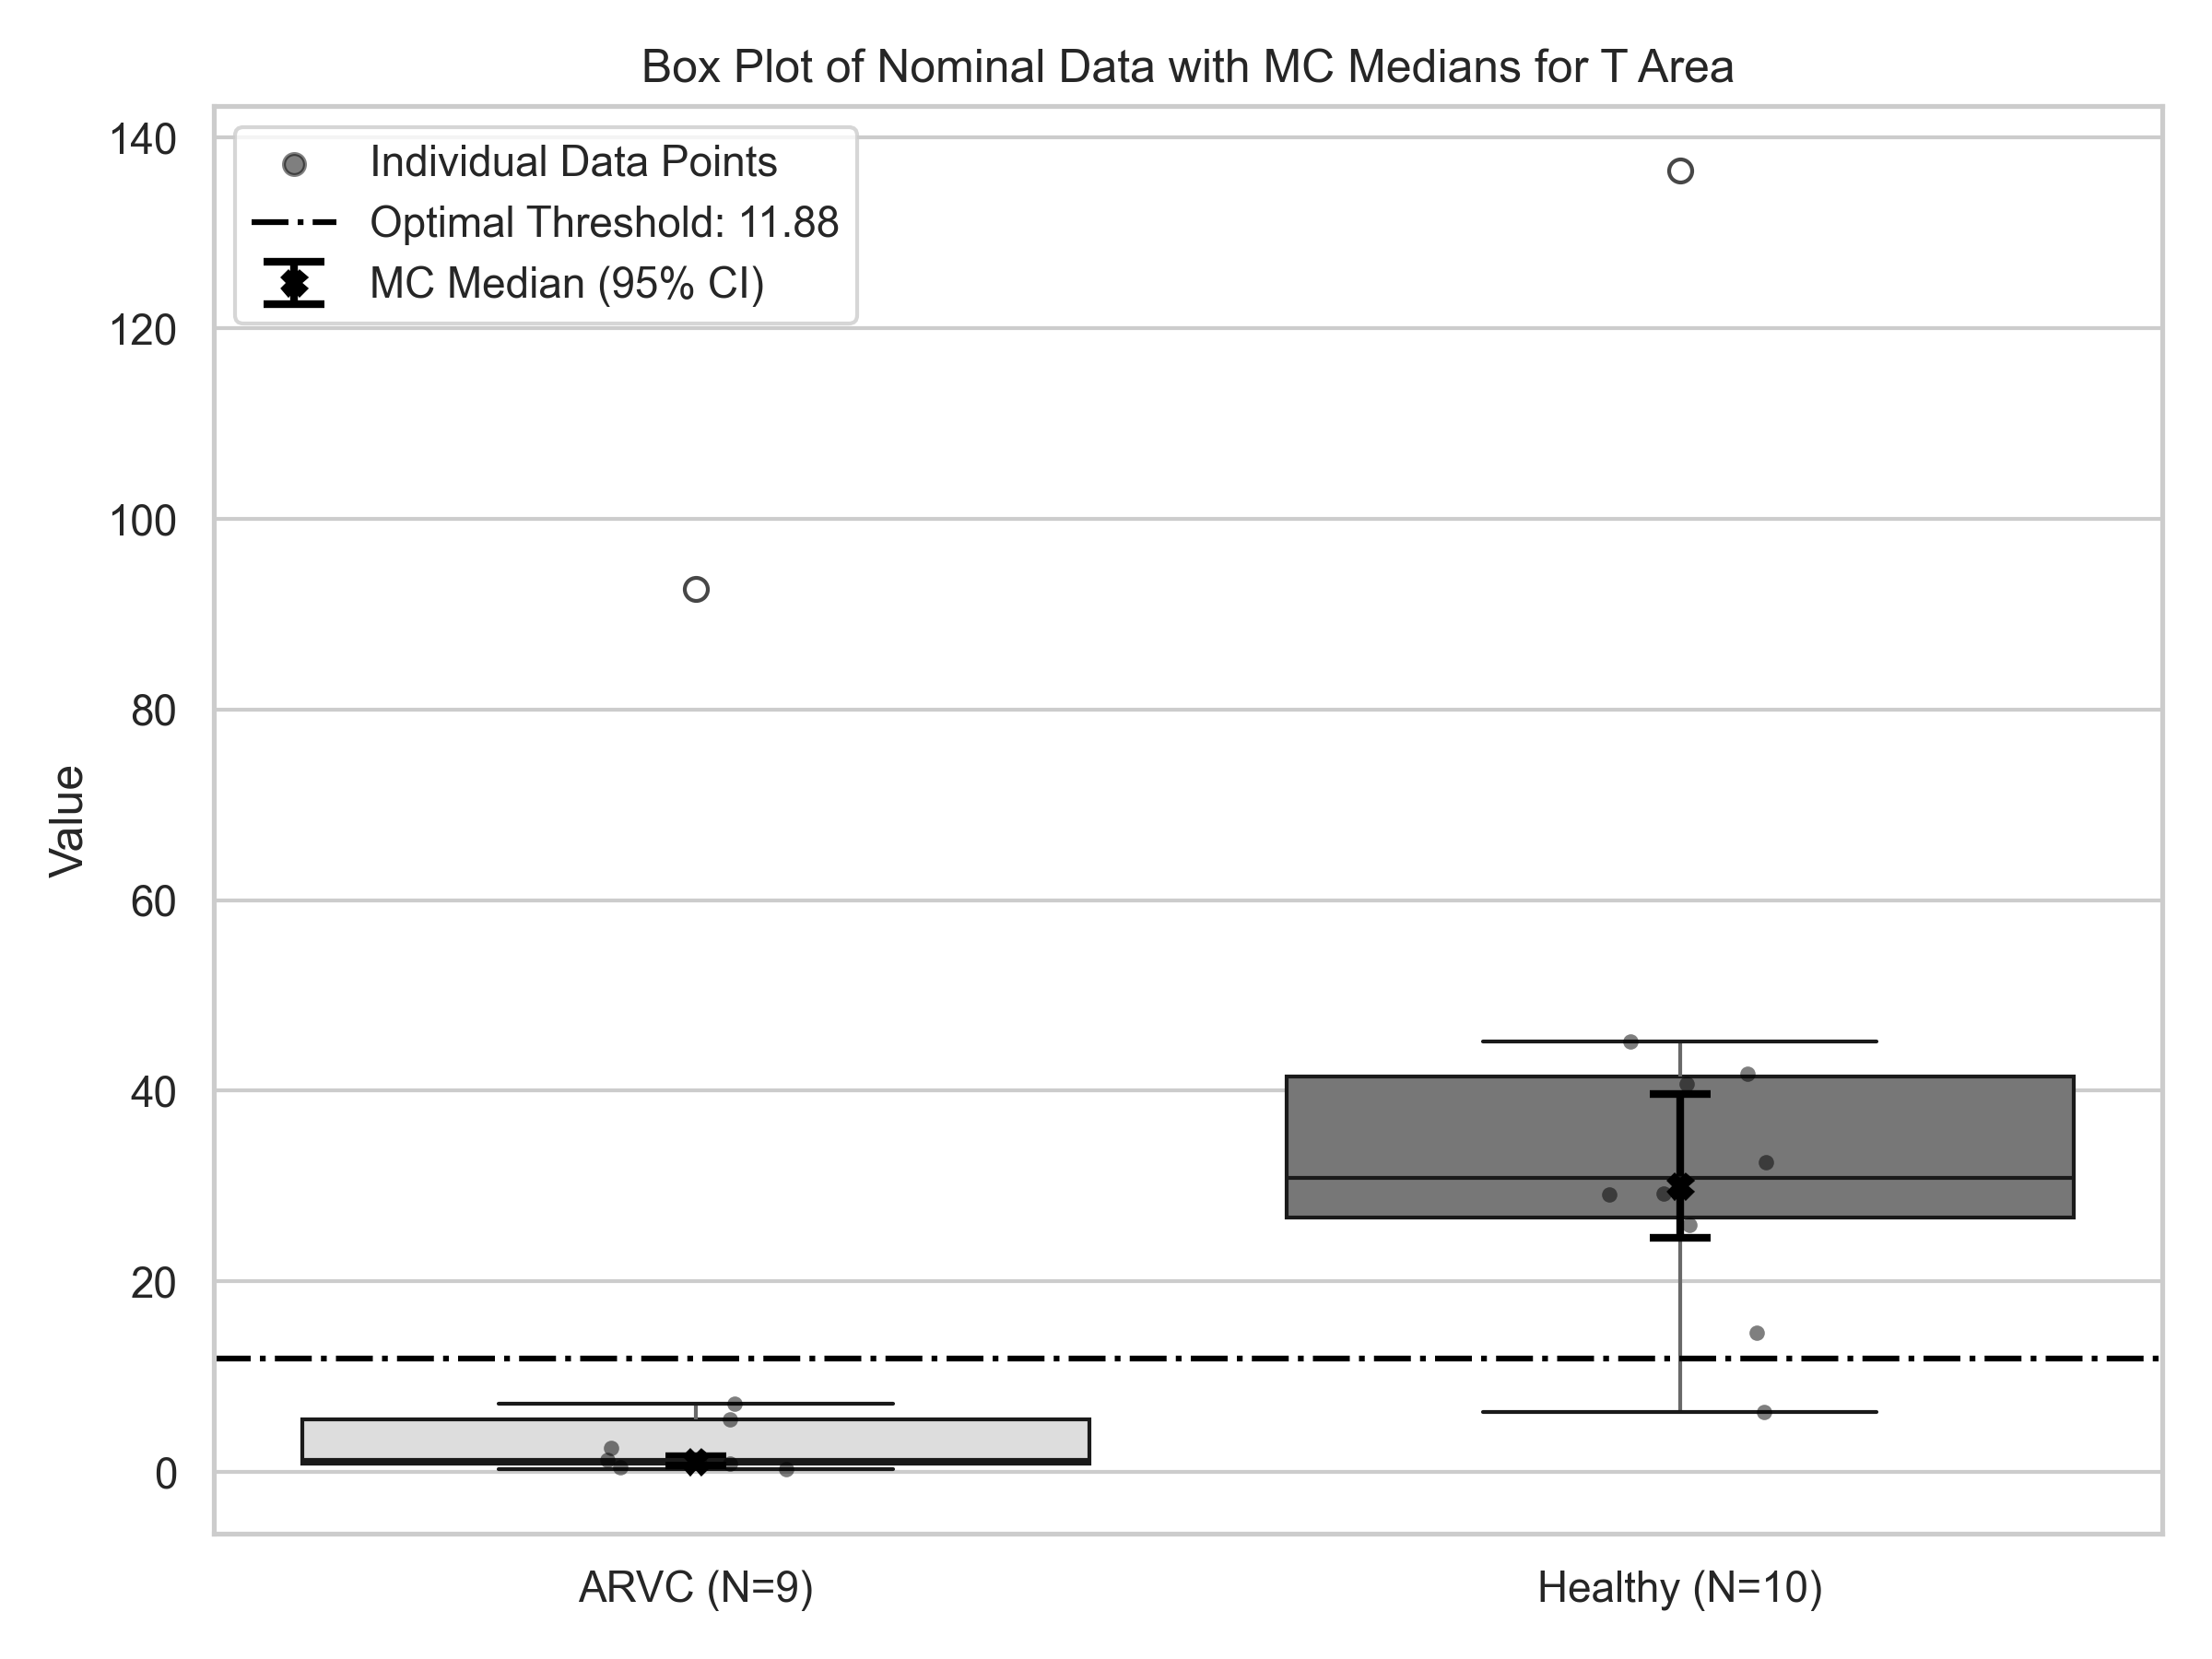 Box Plot of Nominal Data with MC Medians for T Area
Individual Data Points
Optimal Threshold: 11.88
MC Median (95% CI)
140
120
100
80
60
40
20
0
Value
ARVC (N=9)
Healthy (N=10)